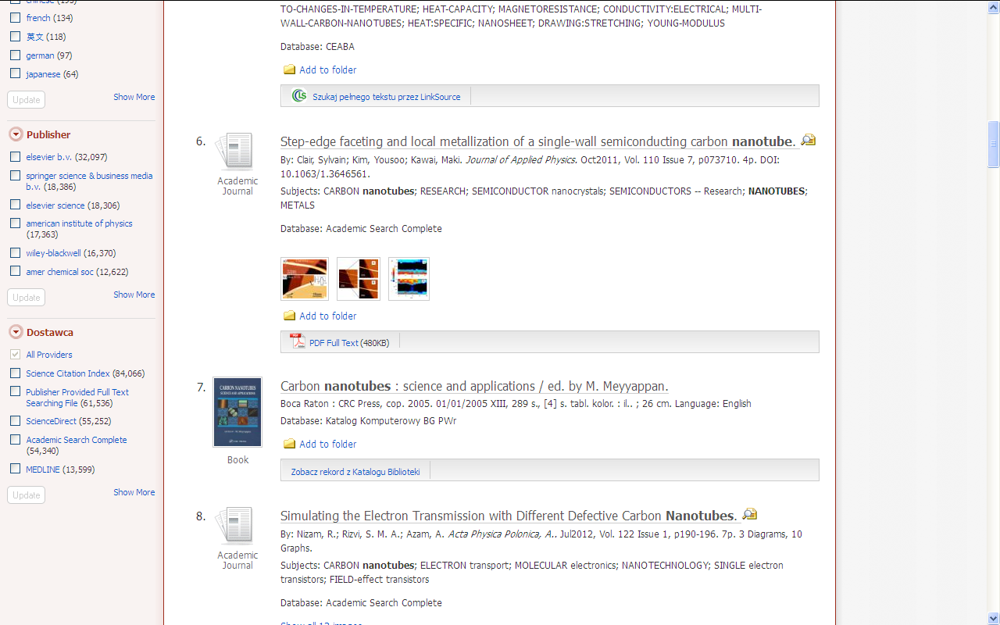 chinese (195)
french (134)
英文 (118)
german (97)
japanese (64)
Update
Show More
Publisher
elsevier b.v. (32,097)
springer science & business media
b.v. (18,386)
elsevier science (18,306)
american institute of physics
(17,363)
wiley-blackwell (16,370)
amer chemical soc (12,622)
Update
Show More
Dostawca
All Providers
Science Citation Index (84,066)
Publisher Provided Full Text
Searching File (61,536)
ScienceDirect (55,252)
Academic Search Complete
(54,340)
MEDLINE (13,599)
Update
Show More
TO-CHANGES-IN-TEMPERATURE; HEAT-CAPACITY; MAGNETORESISTANCE; CONDUCTIVITY:ELECTRICAL; MULTI-
WALL-CARBON-NANOTUBES; HEAT:SPECIFIC; NANOSHEET; DRAWING:STRETCHING; YOUNG-MODULUS
Database: CEABA
Add to folder
Szukaj pełnego tekstu przez LinkSource
6.
Academic
Journal
Step-edge faceting and local metallization of a single-wall semiconducting carbon nanotube.
By: Clair, Sylvain; Kim, Yousoo; Kawai, Maki. Journal of Applied Physics. Oct2011, Vol. 110 Issue 7, p073710. 4p. DOI:
10.1063/1.3646561.
Subjects: CARBON nanotubes; RESEARCH; SEMICONDUCTOR nanocrystals; SEMICONDUCTORS -- Research; NANOTUBES;
METALS
Database: Academic Search Complete
Add to folder
PDF Full Text (480KB)
7.
CARBON NANOTUBES
SCIENCE AND APPLICATIONS
Book
Carbon nanotubes : science and applications / ed. by M. Meyyappan.
Boca Raton : CRC Press, cop. 2005. 01/01/2005 XIII, 289 s., [4] s. tabl. kolor. : il.. ; 26 cm. Language: English
Database: Katalog Komputerowy BG PWr
Add to folder
Zobacz rekord z Katalogu Biblioteki
8.
Academic
Journal
Simulating the Electron Transmission with Different Defective Carbon Nanotubes.
By: Nizam, R.; Rizvi, S. M. A.; Azam, A. Acta Physica Polonica, A.. Jul2012, Vol. 122 Issue 1, p190-196. 7p. 3 Diagrams, 10
Graphs.
Subjects: CARBON nanotubes; ELECTRON transport; MOLECULAR electronics; NANOTECHNOLOGY; SINGLE electron
transistors; FIELD-effect transistors
Database: Academic Search Complete
Show all 13 images